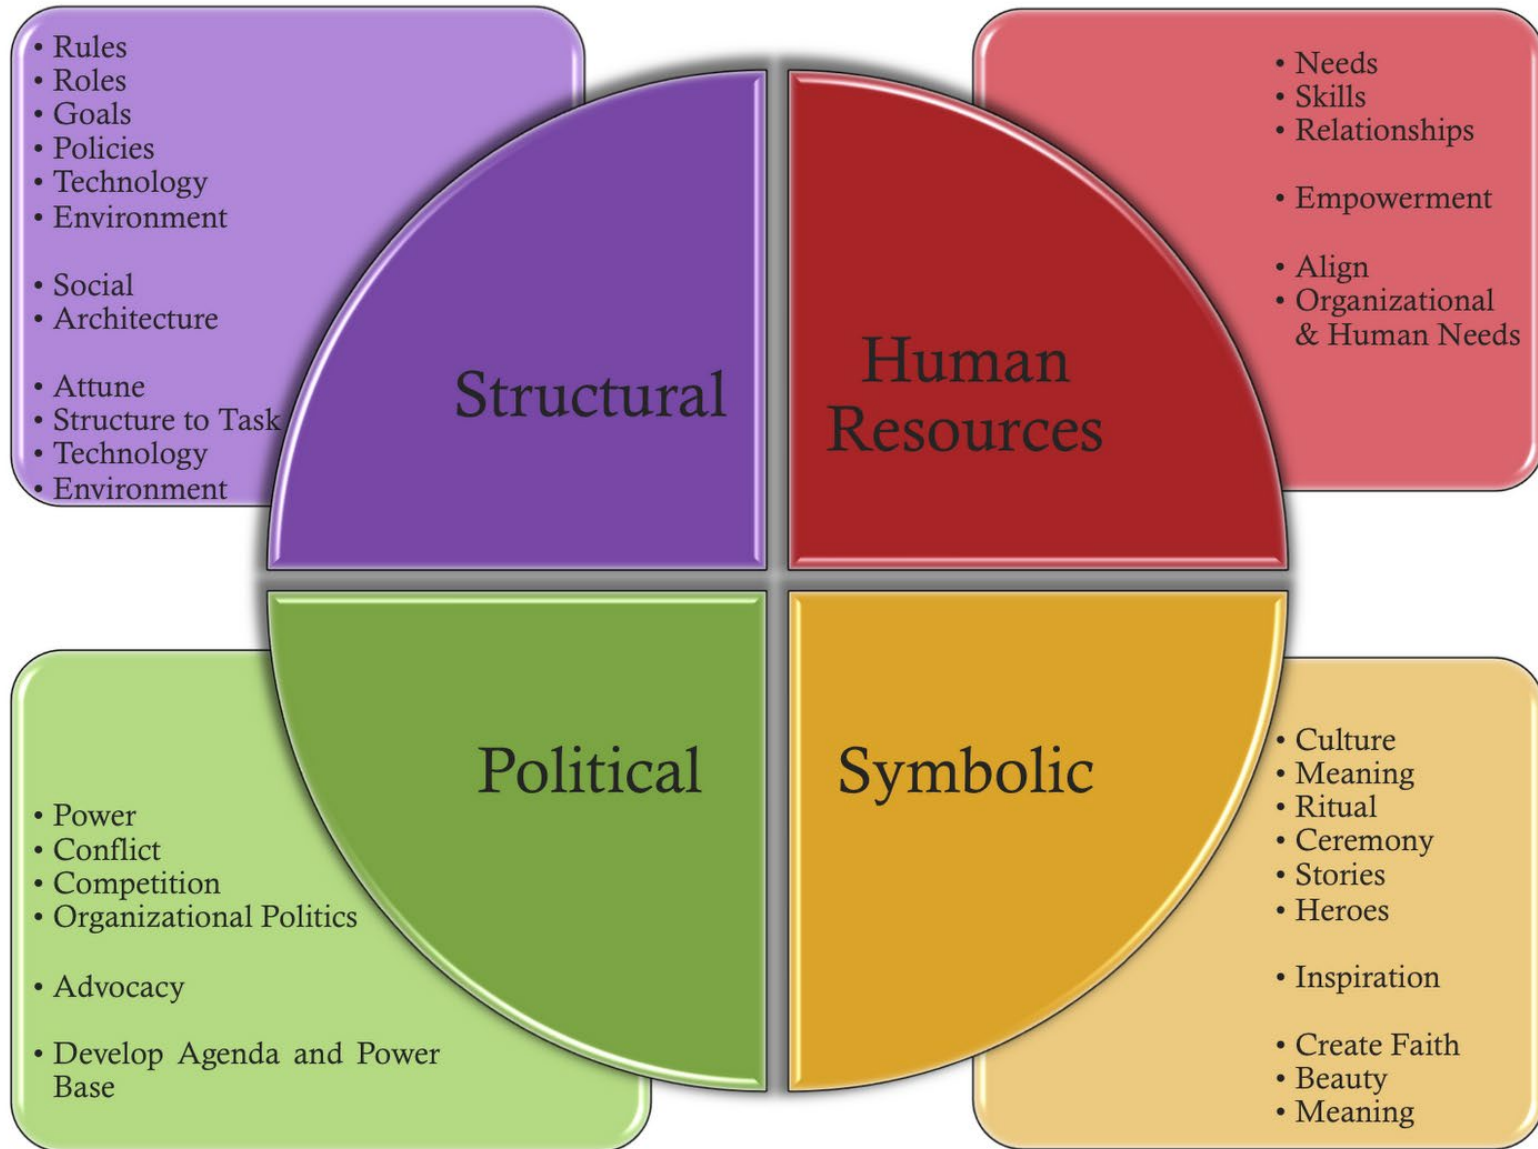 • Rules
• Roles
• Goals
• Policies
• Technology
• Environment
• Social
• Architecture
• Attune
• Structure to Task
• Technology
• Environment
• Needs
• Skills
• Relationships
• Empowerment
• Align
• Organizational
& Human Needs
Structural
Human
Resources
Political
Symbolic
• Power
• Conflict
• Competition
• Organizational Politics
• Advocacy
• Develop Agenda and Power
Base
• Culture
• Meaning
• Ritual
• Ceremony
• Stories
• Heroes
• Inspiration
• Create Faith
• Beauty
• Meaning